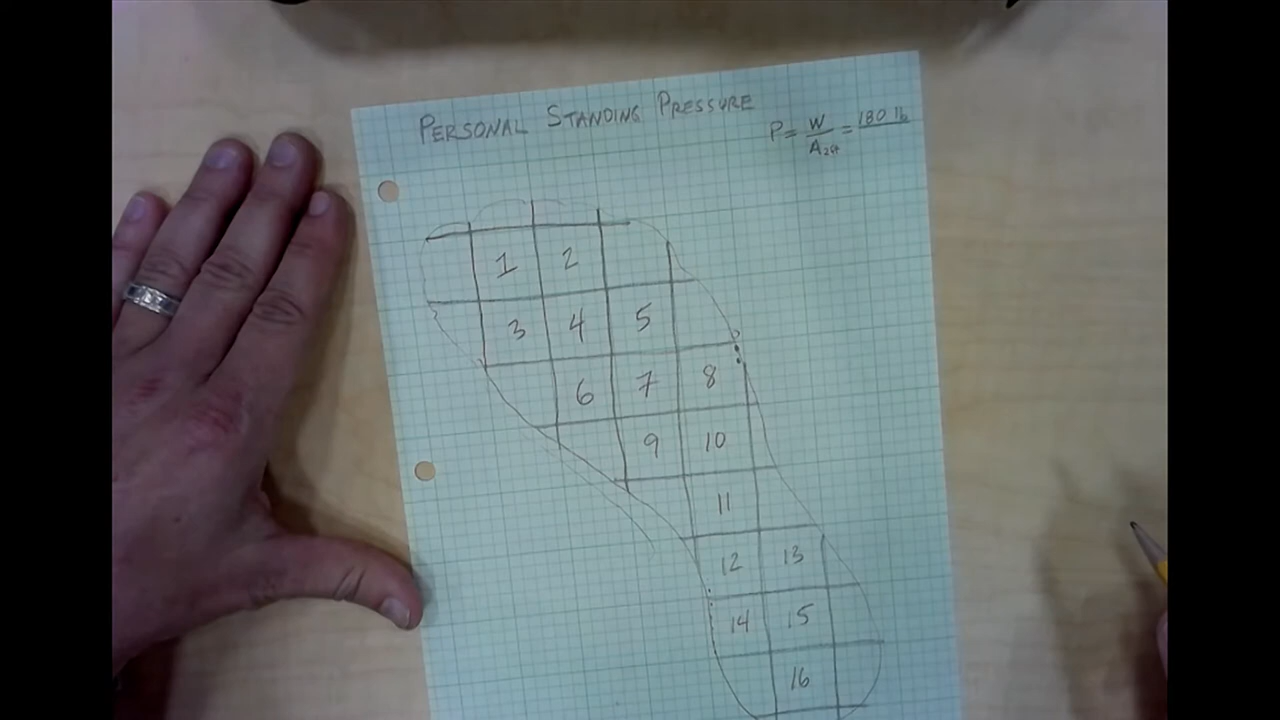 PERSONAL STANDING PRESSURE
P = W/A₂ft = 180 lb
1 2
3 4 5
6 7 8
9 10
11
12 13
14 15
16